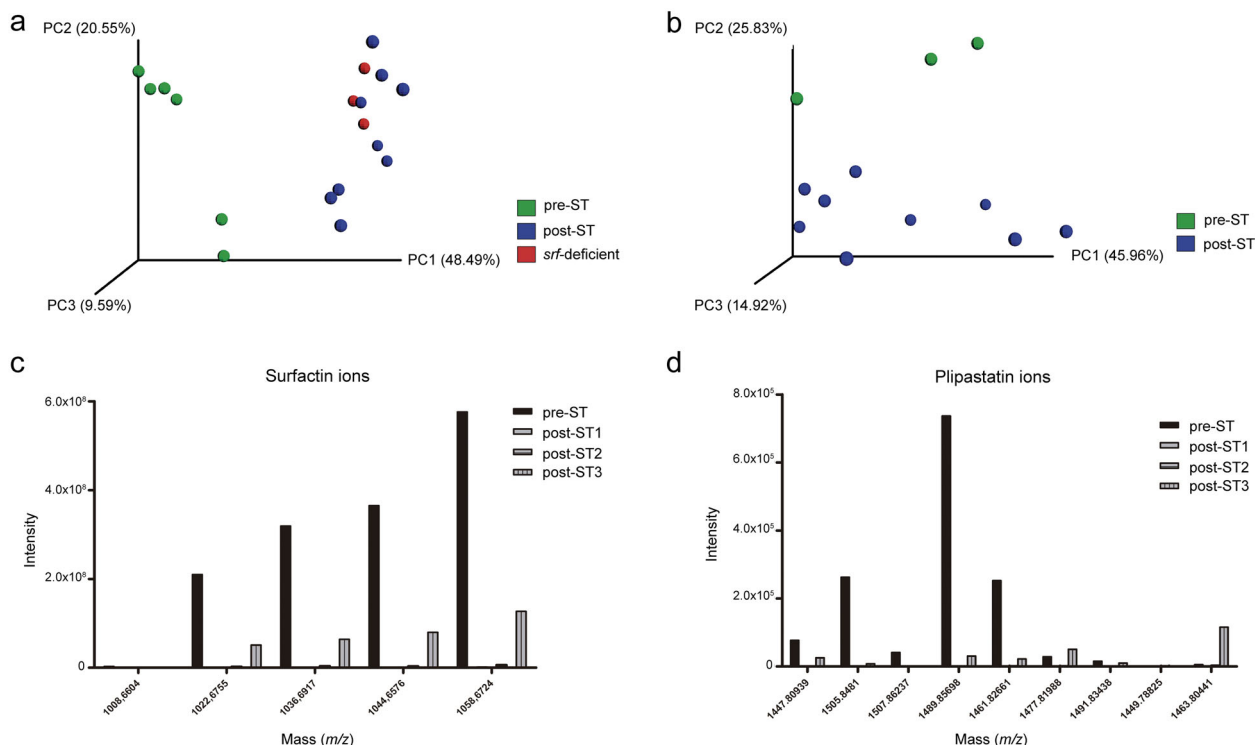 a
PC2 (20.55%)
PC1 (48.49%)
PC3 (9.59%)
pre-ST
post-ST
srf-deficient
b
PC2 (25.83%)
PC1 (45.96%)
PC3 (14.92%)
pre-ST
post-ST
c
Surfactin ions
6.0x10⁸
4.0x10⁸
2.0x10⁸
0
Intensity
pre-ST
post-ST1
post-ST2
post-ST3
1008.6604
1022.6755
1036.6917
1044.6576
1058.6724
Mass (m/z)
d
Plipastatin ions
8.0x10⁵
6.0x10⁵
4.0x10⁵
2.0x10⁵
0
Intensity
pre-ST
post-ST1
post-ST2
post-ST3
1447.80939
1505.8481
1507.86237
1489.85698
1461.82661
1477.81988
1491.83438
1449.78825
1463.80441
Mass (m/z)